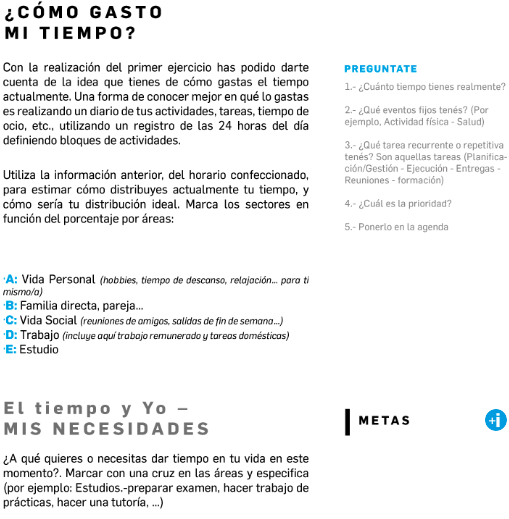 ¿CÓMO GASTO
MI TIEMPO?
Con la realización del primer ejercicio has podido darte
cuenta de la idea que tienes de cómo gastas el tiempo
actualmente. Una forma de conocer mejor en qué lo gastas
es realizando un diario de tus actividades, tareas, tiempo de
ocio, etc., utilizando un registro de las 24 horas del día
definiendo bloques de actividades.
Utiliza la información anterior, del horario confeccionado,
para estimar cómo distribuyes actualmente tu tiempo, y
cómo sería tu distribución ideal. Marca los sectores en
función del porcentaje por áreas:
·A: Vida Personal (hobbies, tiempo de descanso, relajación... para ti
mismo/a)
·B: Familia directa, pareja...
·C: Vida Social (reuniones de amigos, salidas de fin de semana...)
·D: Trabajo (incluye aquí trabajo remunerado y tareas domésticas)
·E: Estudio
PREGUNTATE
1.- ¿Cuánto tiempo tienes realmente?
2.- ¿Qué eventos fijos tenés? (Por
ejemplo, Actividad física - Salud)
3.- ¿Qué tarea recurrente o repetitiva
tenés? Son aquellas tareas (Planifica-
ción/Gestión - Ejecución - Entregas -
Reuniones - formación)
4.- ¿Cuál es la prioridad?
5.- Ponerlo en la agenda
El tiempo y Yo –
MIS NECESIDADES
¿A qué quieres o necesitas dar tiempo en tu vida en este
momento?. Marcar con una cruz en las áreas y especifica
(por ejemplo: Estudios.-preparar examen, hacer trabajo de
prácticas, hacer una tutoría, ...)
METAS
+i